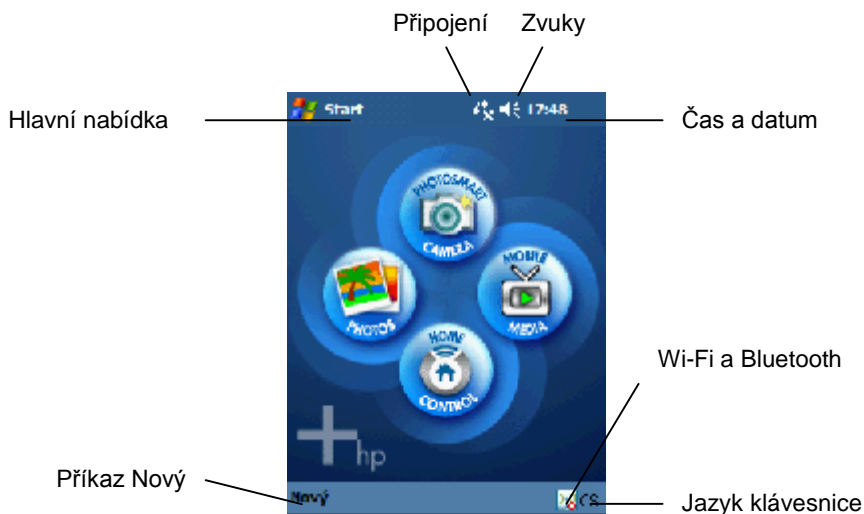 Připojení Zvuky
Hlavní nabídka
Start 17:48
Čas a datum
PHOTOSMART
CAMERA
PHOTOS
MOBILE
MEDIA
HOME
CONTROL
Wi-Fi a Bluetooth
hp
Příkaz Nový
Nový CS
Jazyk klávesnice